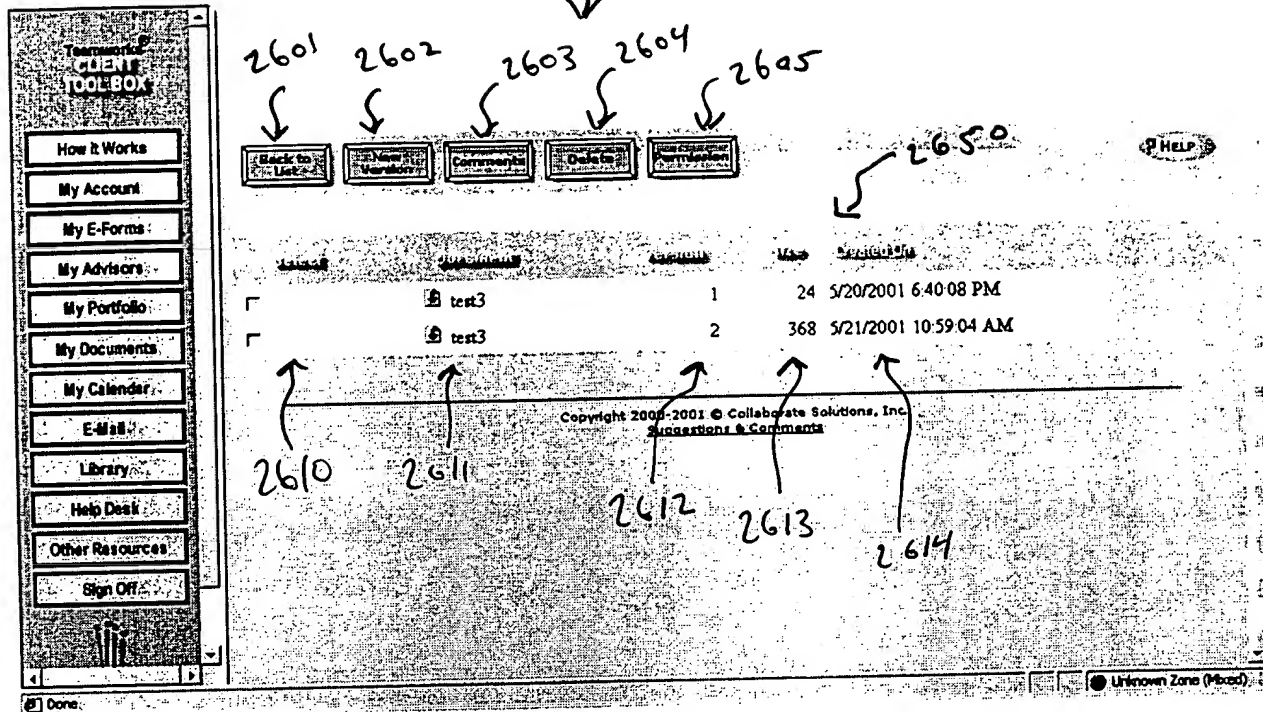 Teamworks
CLIENT
TOOLBOX
How it Works
My Account
My E-Forms
My Advisors
My Portfolio
My Documents
My Calendar
E-Mail
Library
Help Desk
Other Resources
Sign Off
2601 2602 2603 2604 2605
Back to List New Version Comments Delete Permission
2650
? HELP
Created On
test3 1 24 5/20/2001 6:40:08 PM
test3 2 368 5/21/2001 10:59:04 AM
Copyright 2000-2001 © Collaborate Solutions, Inc.
Suggestions & Comments
2610 2611 2612 2613 2614
Done
Unknown Zone (Mixed)